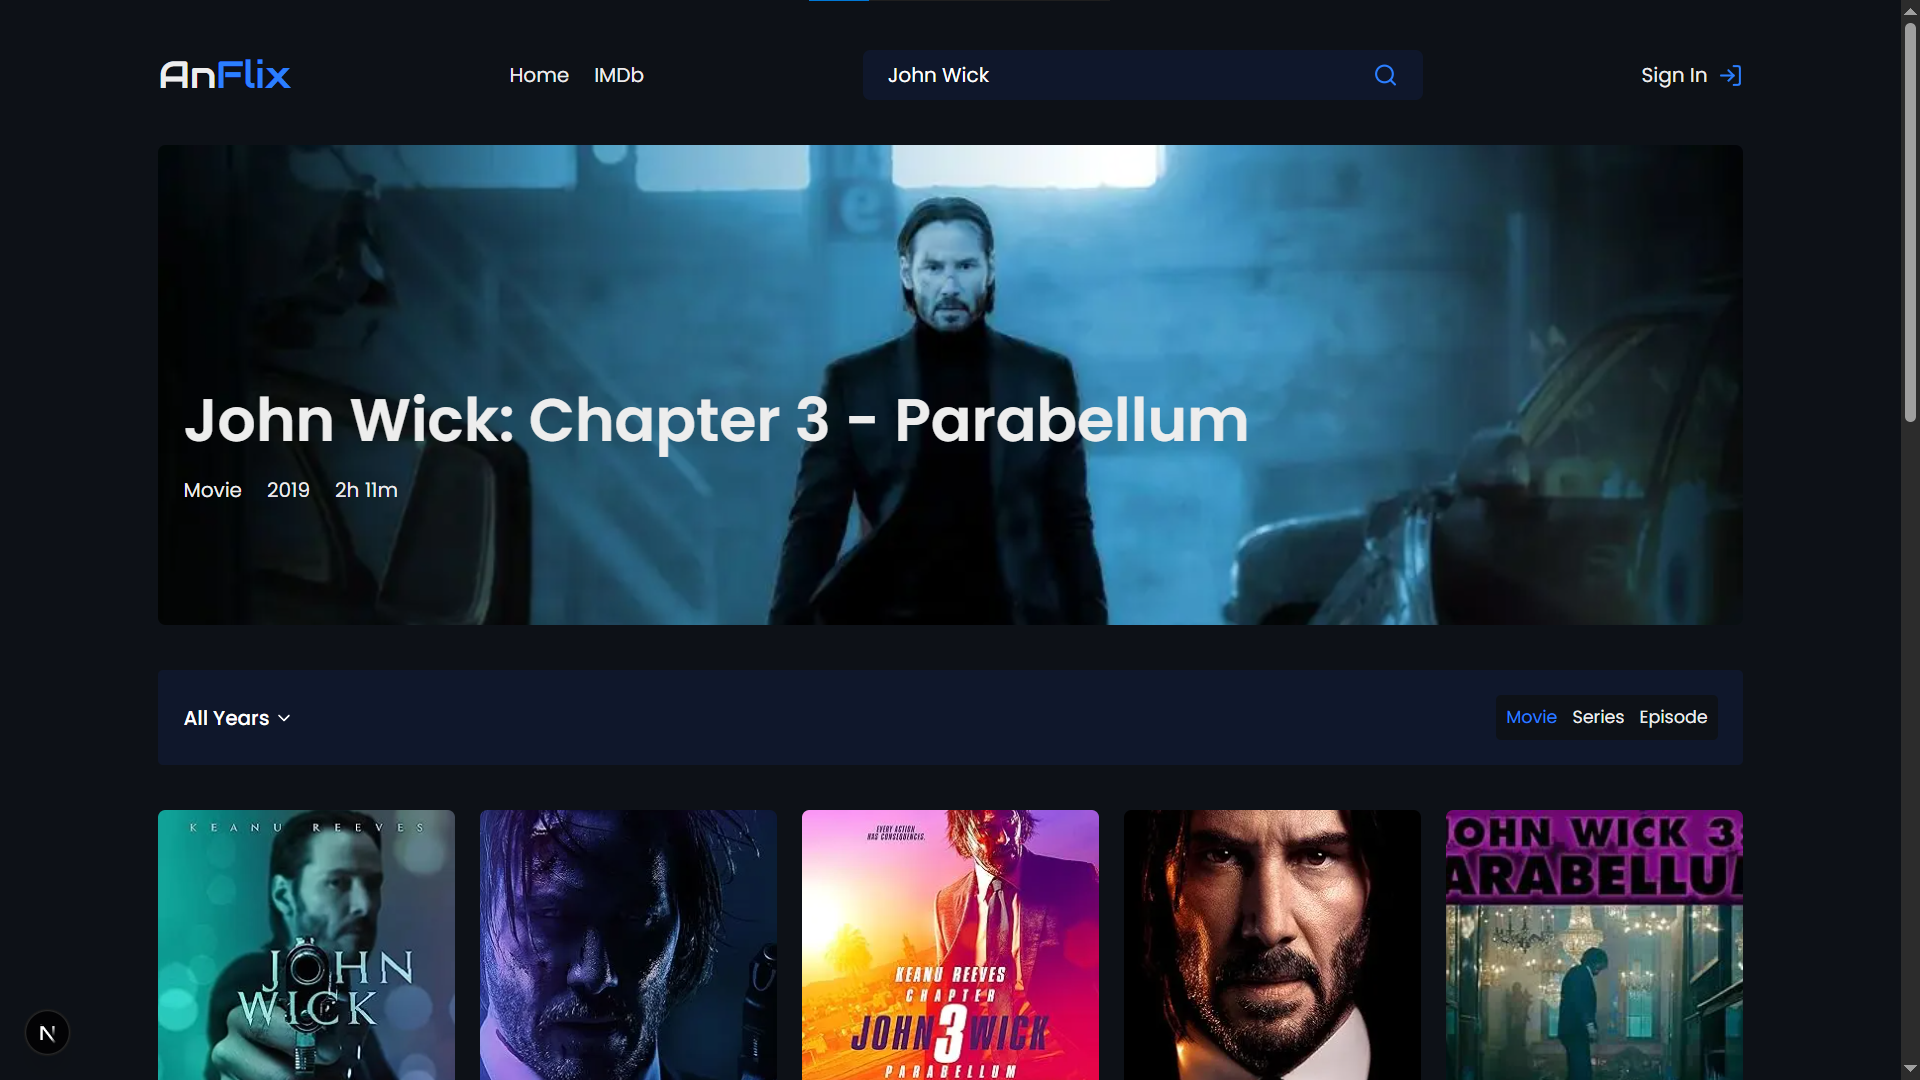 AnFlix
Home IMDb
John Wick
Sign In
e
John Wick: Chapter 3 - Parabellum
Movie 2019 2h 11m
All Years
Movie Series Episode
KEANU REEVES
JOHN
WICK
EVERY ACTION
HAS CONSEQUENCES.
KEANU REEVES
CHAPTER
JOHN 3 WICK
PARABELLUM
OHN WICK 3:
ARABELLU
N